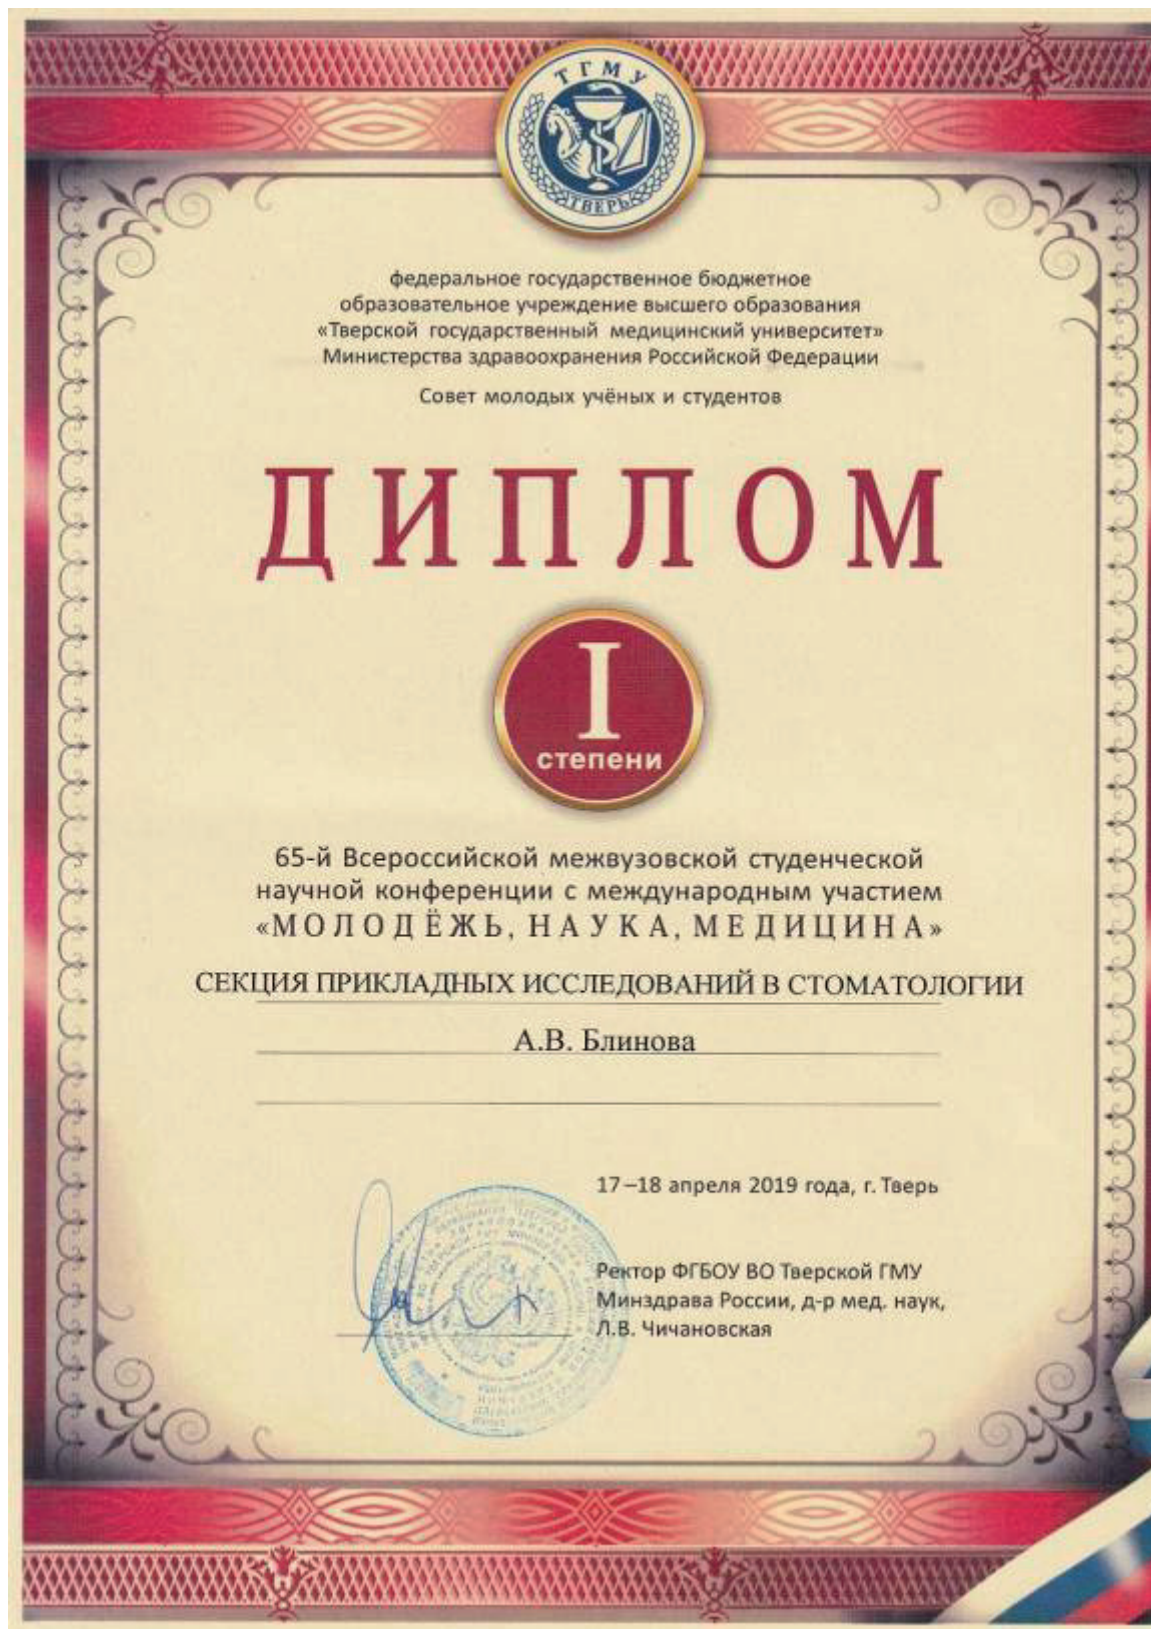 ТГМУ
ТВЕРЬ
федеральное государственное бюджетное
образовательное учреждение высшего образования
«Тверской государственный медицинский университет»
Министерства здравоохранения Российской Федерации
Совет молодых учёных и студентов
ДИПЛОМ
I
степени
65-й Всероссийской межвузовской студенческой
научной конференции с международным участием
«МОЛОДЁЖЬ, НАУКА, МЕДИЦИНА»
СЕКЦИЯ ПРИКЛАДНЫХ ИССЛЕДОВАНИЙ В СТОМАТОЛОГИИ
А.В. Блинова
17–18 апреля 2019 года, г. Тверь
Ректор ФГБОУ ВО Тверской ГМУ
Минздрава России, д-р мед. наук,
Л.В. Чичановская